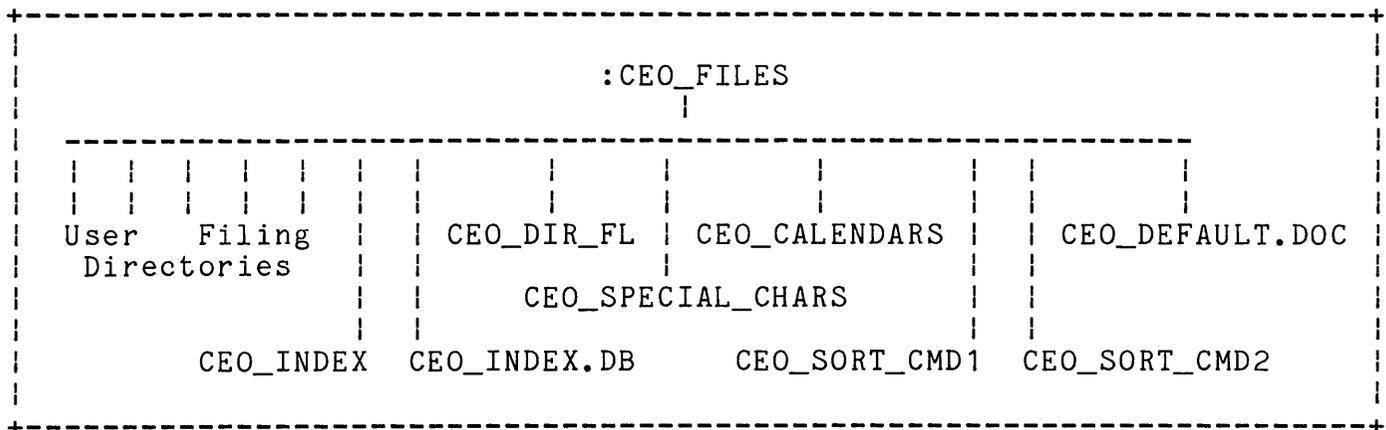 :CEO_FILES
User Filing CEO_DIR_FL CEO_CALENDARS CEO_DEFAULT.DOC
Directories
CEO_SPECIAL_CHARS
CEO_INDEX CEO_INDEX.DB CEO_SORT_CMD1 CEO_SORT_CMD2